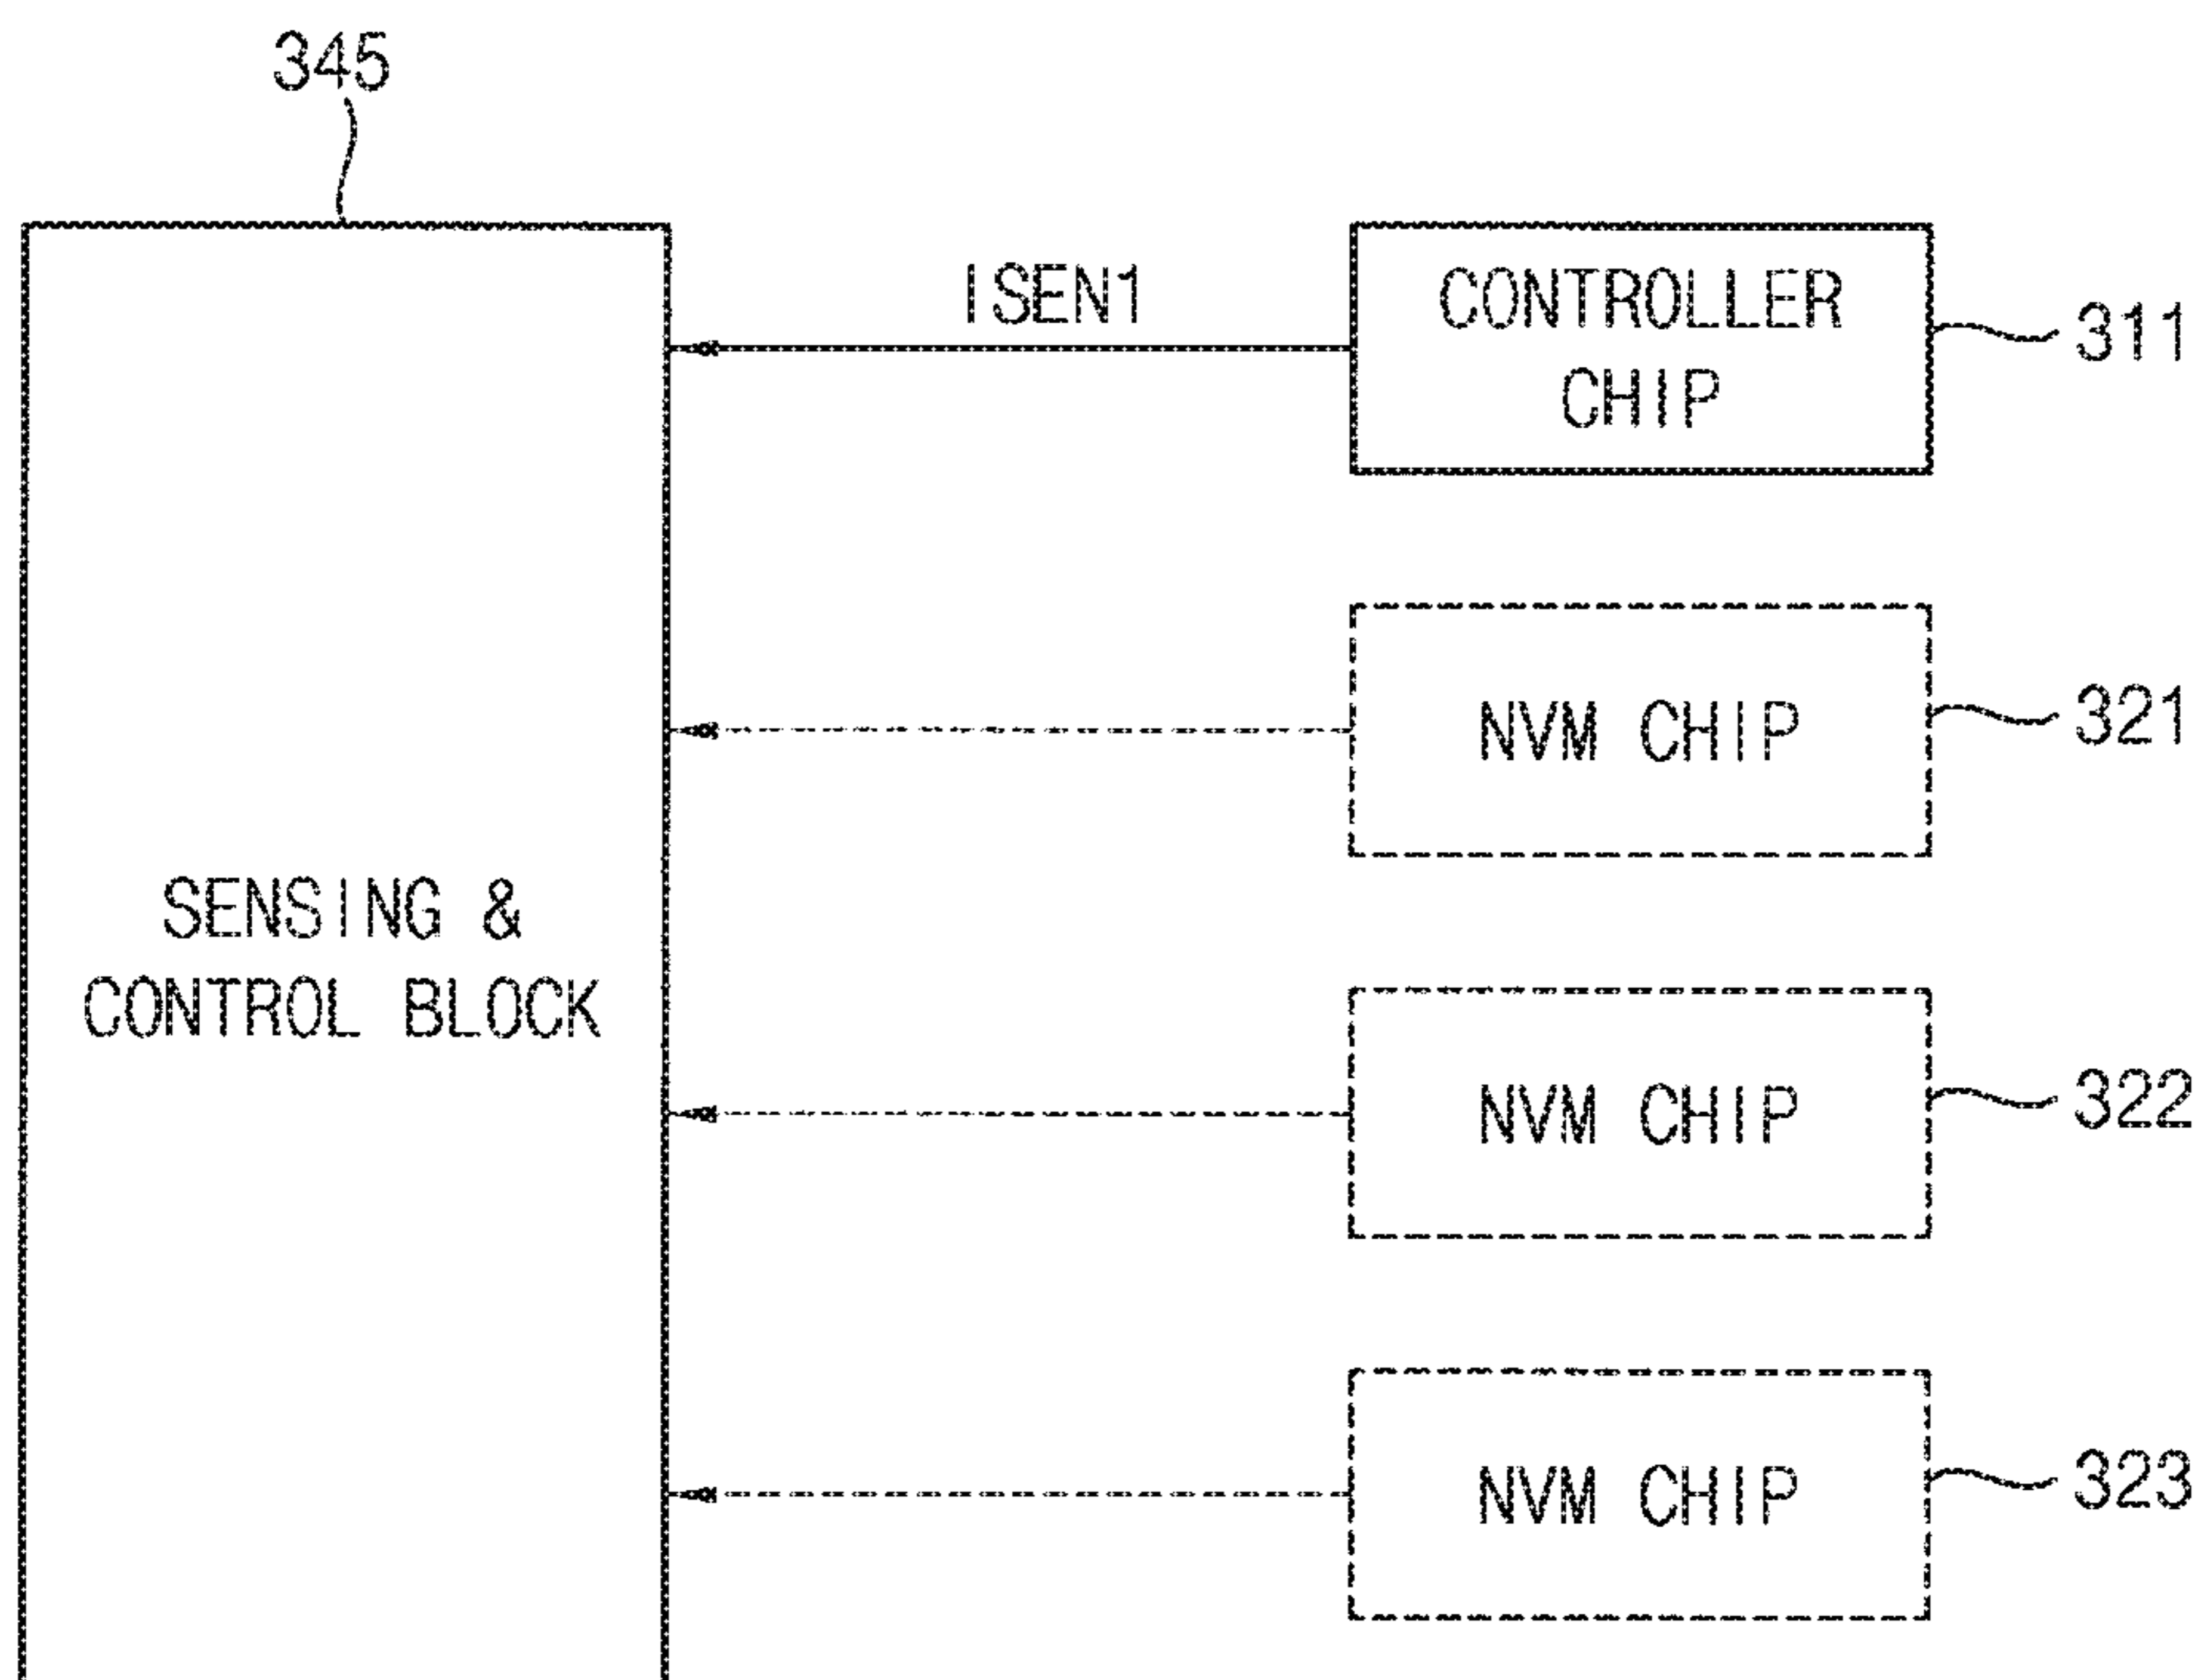 345
ISEN1
CONTROLLER
CHIP
311
NVM CHIP
321
SENSING &
CONTROL BLOCK
NVM CHIP
322
NVM CHIP
323